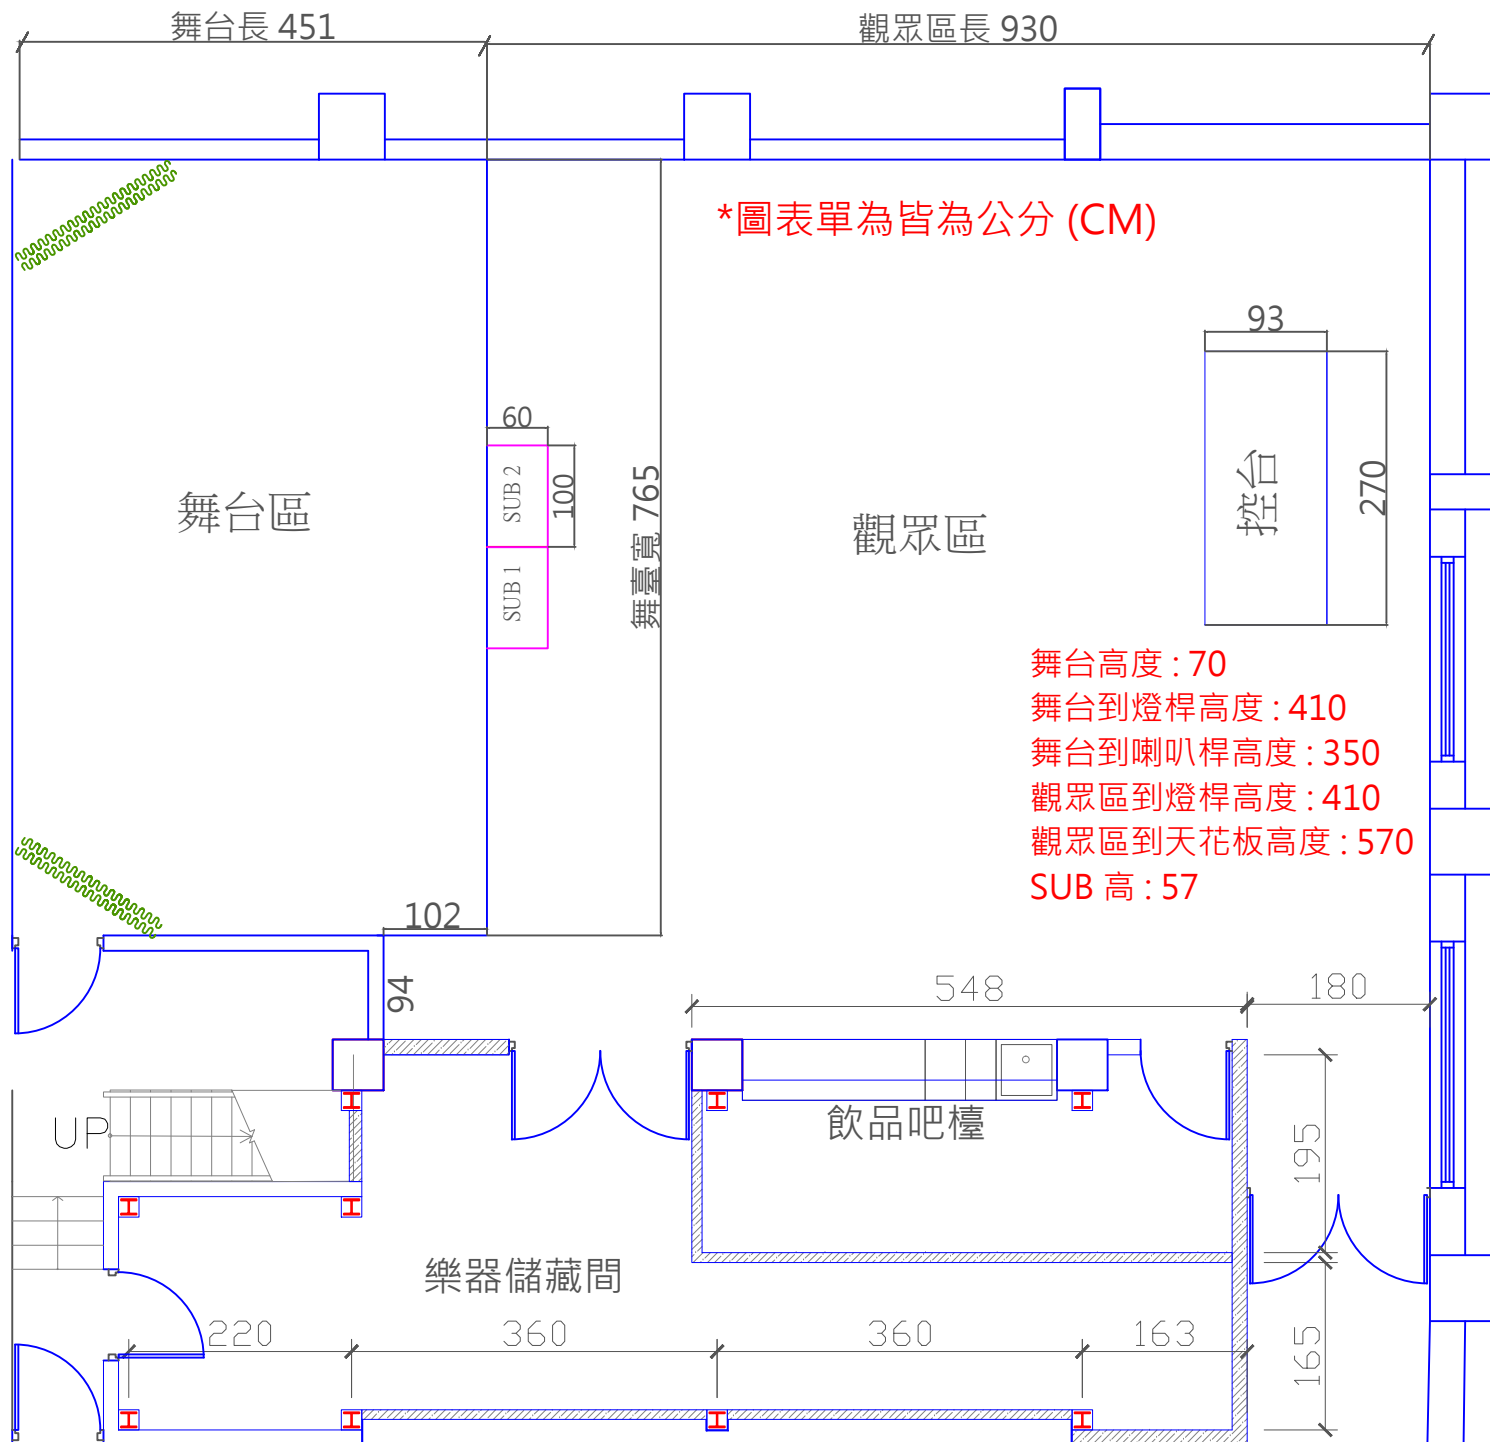 舞台長 451
觀眾區長 930
*圖表單為皆為公分 (CM)
93
60
舞台區
SUB 2
100
SUB 1
舞臺寬 765
觀眾區
控台
270
舞台高度 : 70
舞台到燈桿高度 : 410
舞台到喇叭桿高度 : 350
觀眾區到燈桿高度 : 410
觀眾區到天花板高度 : 570
SUB 高 : 57
102
94
548
180
UP
飲品吧檯
195
樂器儲藏間
220
360
360
163
165